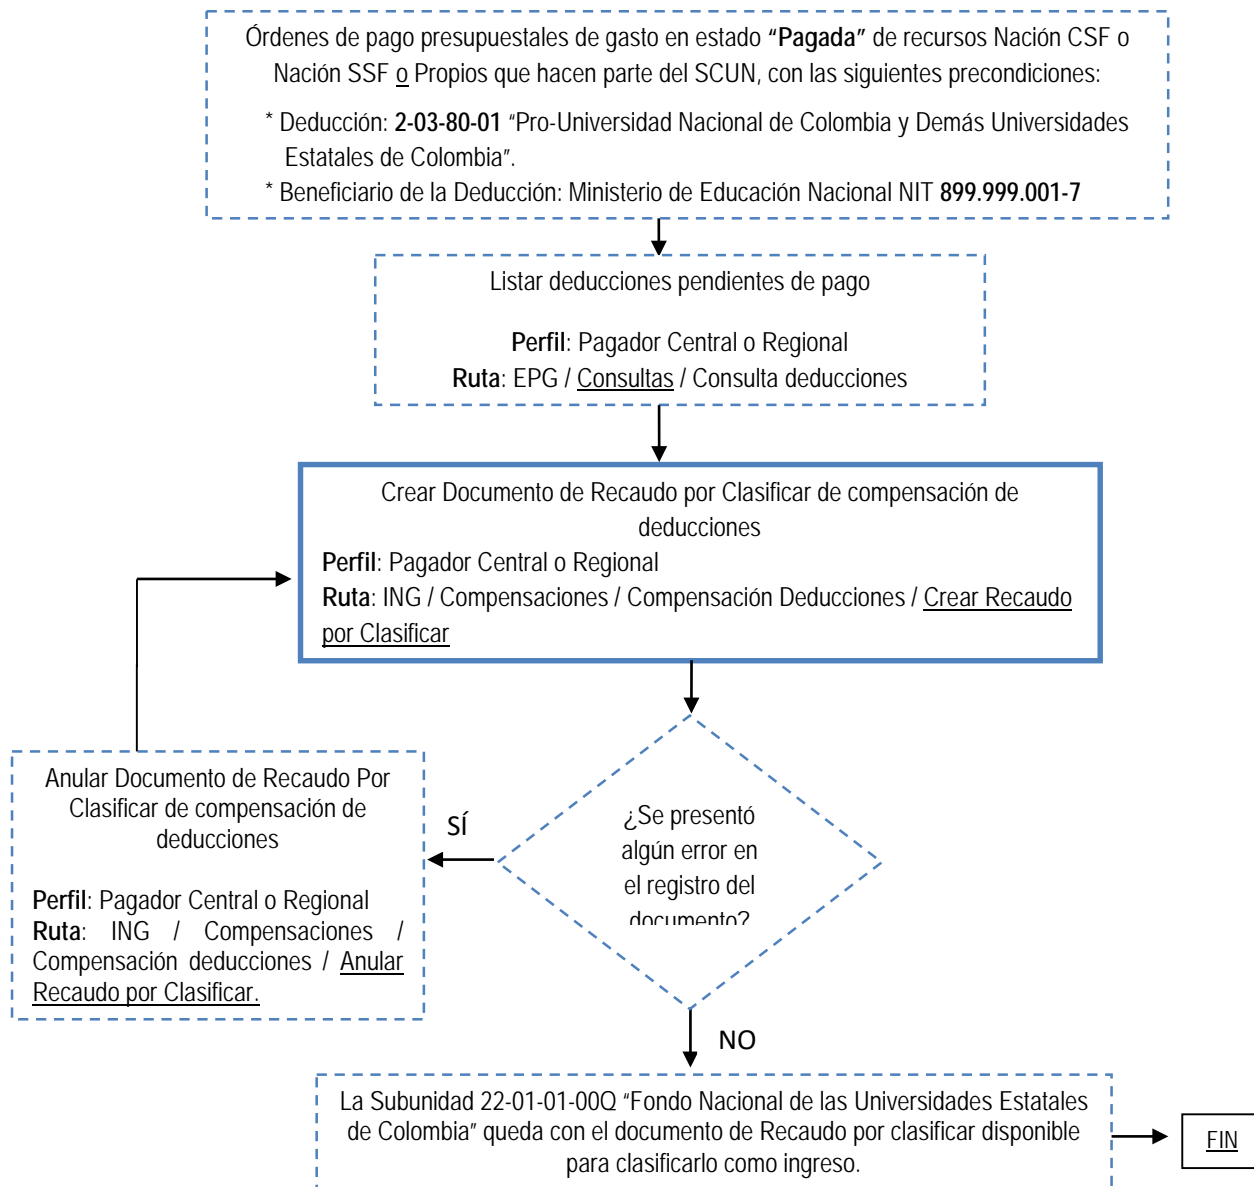 Órdenes de pago presupuestales de gasto en estado “Pagada” de recursos Nación CSF o
Nación SSF o Propios que hacen parte del SCUN, con las siguientes precondiciones:
* Deducción: 2-03-80-01 “Pro-Universidad Nacional de Colombia y Demás Universidades
Estatales de Colombia”.
* Beneficiario de la Deducción: Ministerio de Educación Nacional NIT 899.999.001-7
Listar deducciones pendientes de pago
Perfil: Pagador Central o Regional
Ruta: EPG / Consultas / Consulta deducciones
Crear Documento de Recaudo por Clasificar de compensación de
deducciones
Perfil: Pagador Central o Regional
Ruta: ING / Compensaciones / Compensación Deducciones / Crear Recaudo
por Clasificar
Anular Documento de Recaudo Por
Clasificar de compensación de
deducciones
Perfil: Pagador Central o Regional
Ruta: ING / Compensaciones /
Compensación deducciones / Anular
Recaudo por Clasificar.
SÍ
¿Se presentó
algún error en
el registro del
documento?
NO
La Subunidad 22-01-01-00Q “Fondo Nacional de las Universidades Estatales
de Colombia” queda con el documento de Recaudo por clasificar disponible
para clasificarlo como ingreso.
FIN